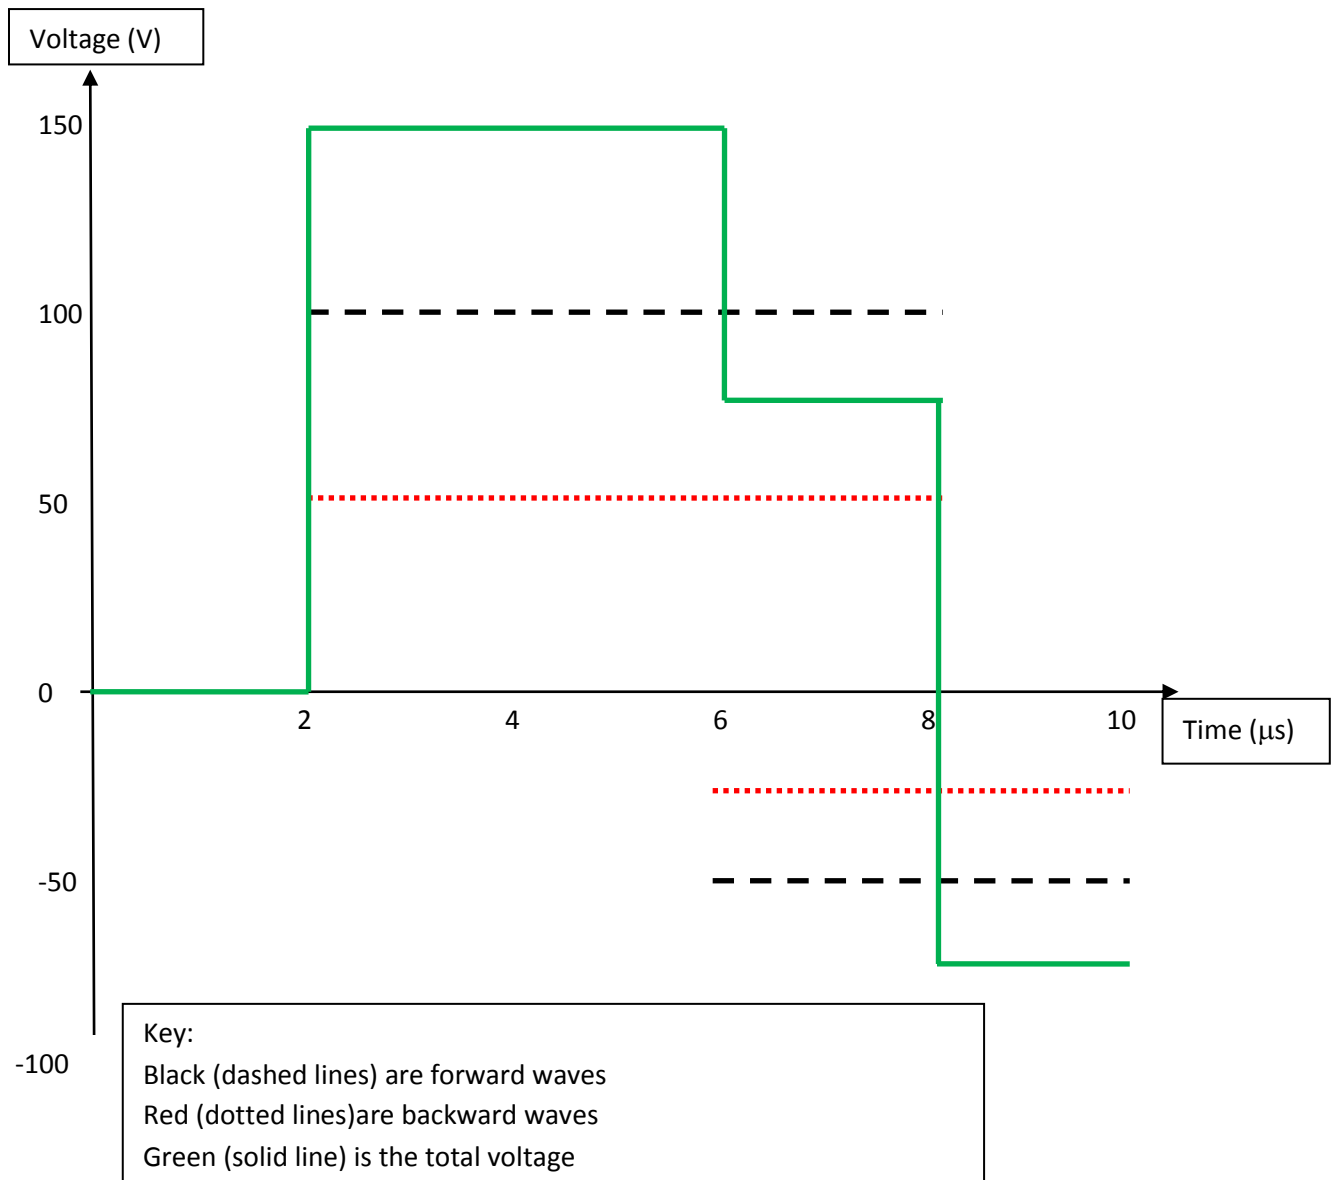 Voltage (V)
150
100
50
0
2 4 6 8 10
Time (μs)
-50
-100
Key:
Black (dashed lines) are forward waves
Red (dotted lines)are backward waves
Green (solid line) is the total voltage